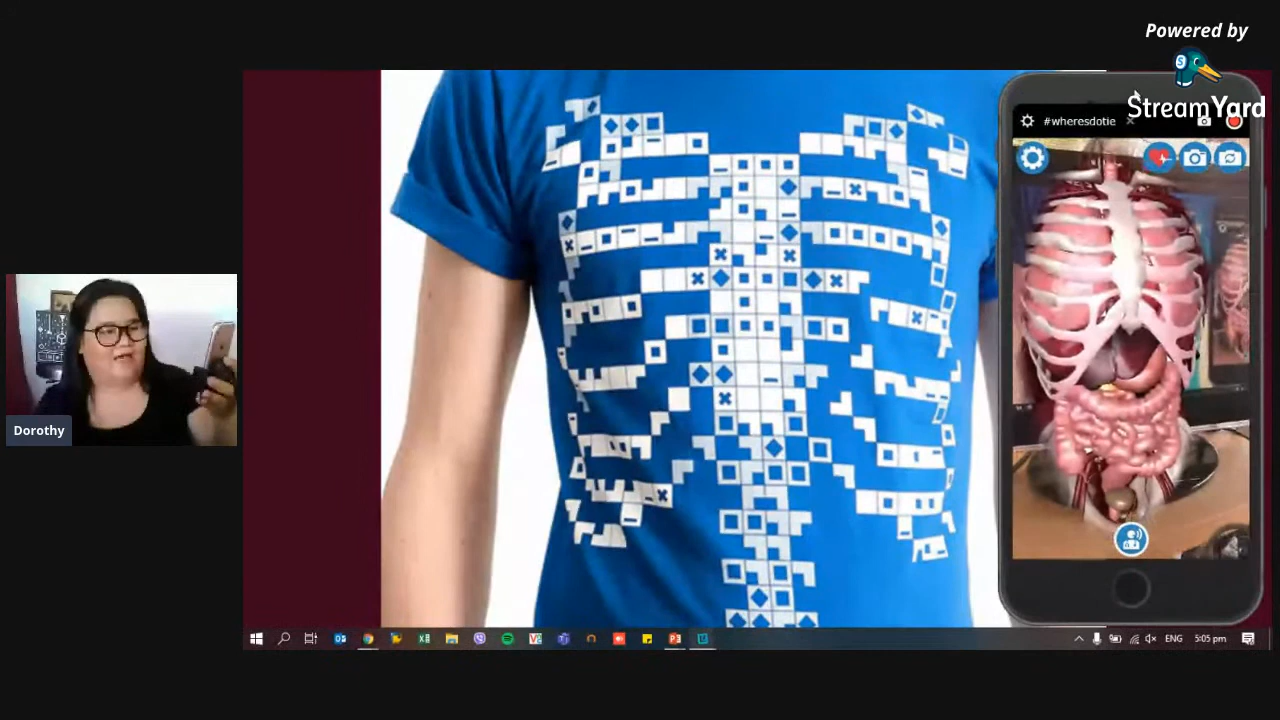 Powered by
StreamYard
#wheresdotie
Dorothy
ENG
5:05 pm